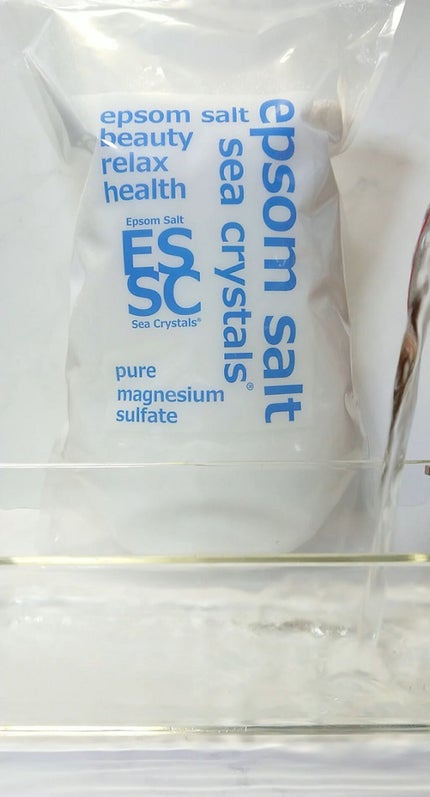 epsom salt
beauty
relax
health
Epsom Salt
ES
SC
Sea Crystals®
pure
magnesium
sulfate
sea crystals®
epsom salt